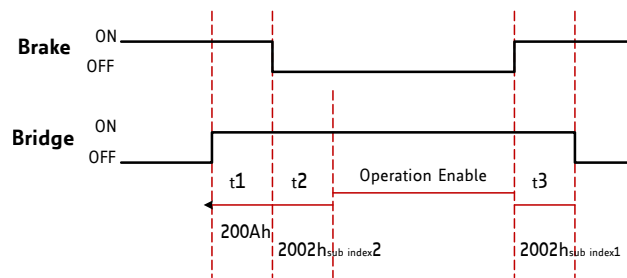 ON
Brake
OFF
ON
Bridge
OFF
t1 t2 Operation Enable t3
200Ah
2002hsub index2 2002hsub index1